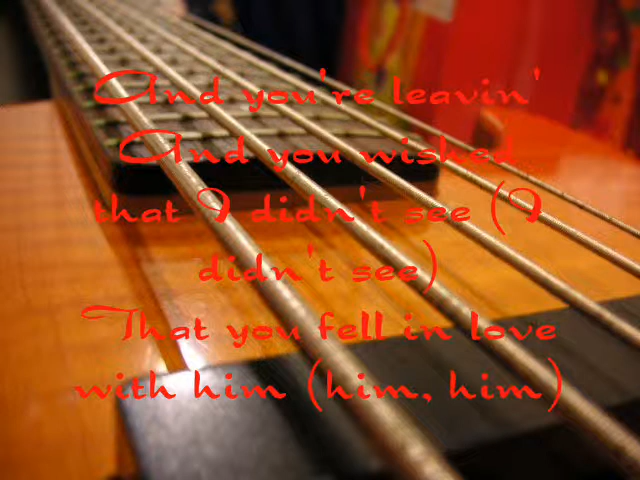 And you're leavin'
And you wished
that I didn't see (I
didn't see)
That you fell in love
with him (him, him)